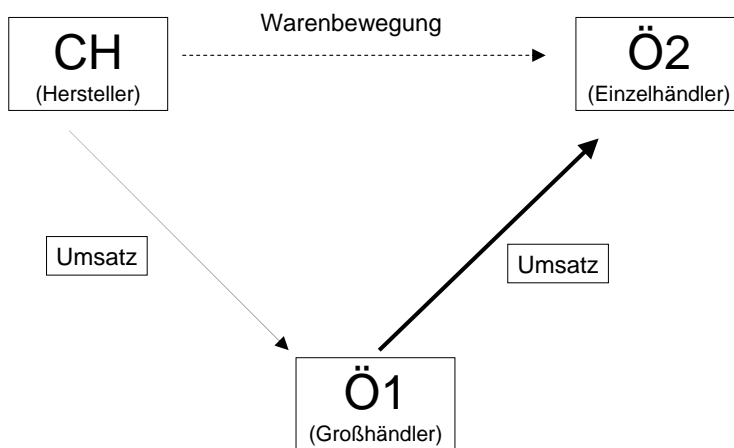 Warenbewegung
CH
(Hersteller)
Ö2
(Einzelhändler)
Umsatz
Umsatz
Ö1
(Großhändler)